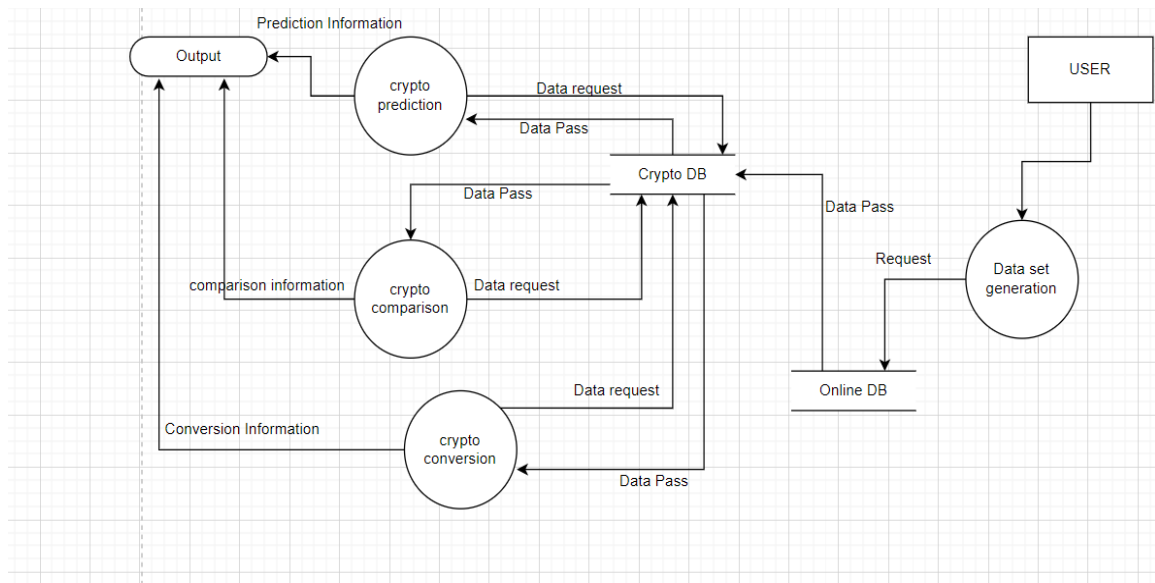 Prediction Information
Output
crypto
prediction
Data request
Data Pass
USER
Crypto DB
Data Pass
Data Pass
Request
Data set
generation
comparison information
crypto
comparison
Data request
Data request
Online DB
Conversion Information
crypto
conversion
Data Pass